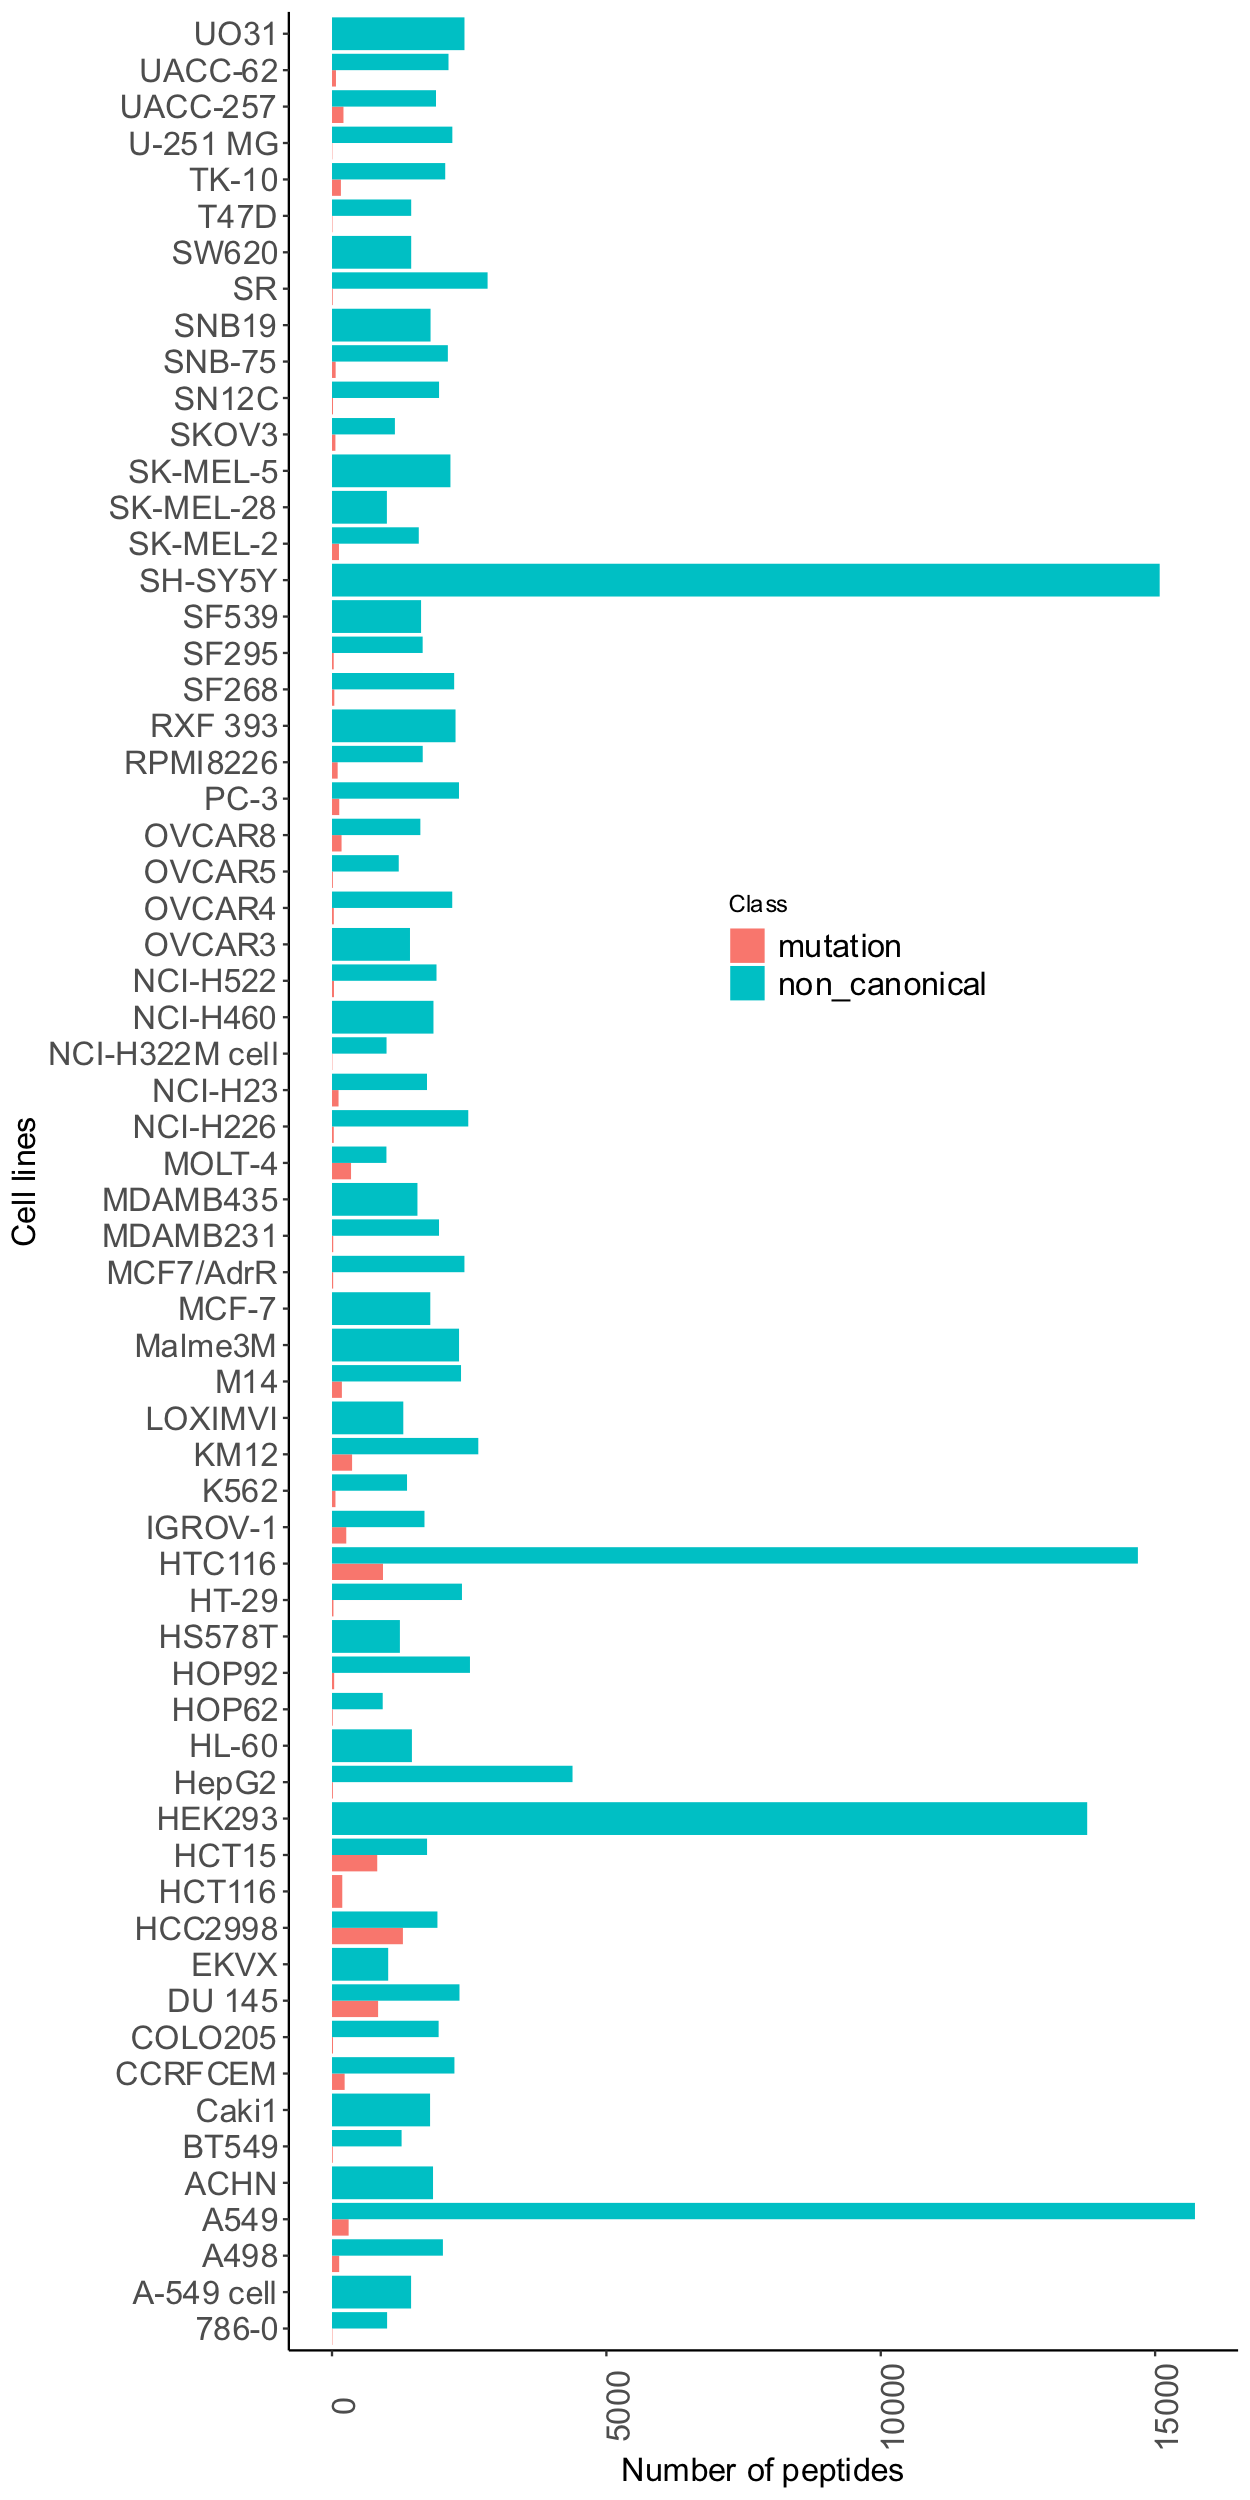 UO31
UACC-62
UACC-257
U-251 MG
TK-10
T47D
SW620
SR
SNB19
SNB-75
SN12C
SKOV3
SK-MEL-5
SK-MEL-28
SK-MEL-2
SH-SY5Y
SF539
SF295
SF268
RXF 393
RPMI8226
PC-3
OVCAR8
OVCAR5
OVCAR4
OVCAR3
NCI-H522
NCI-H460
NCI-H322M cell
NCI-H23
NCI-H226
MOLT-4
MDAMB435
MDAMB231
MCF7/AdrR
MCF-7
Malme3M
M14
LOXIMVI
KM12
K562
IGROV-1
HTC116
HT-29
HS578T
HOP92
HOP62
HL-60
HepG2
HEK293
HCT15
HCT116
HCC2998
EKVX
DU 145
COLO205
CCRFCEM
Caki1
BT549
ACHN
A549
A498
A-549 cell
786-0
Cell lines
Class
mutation
non_canonical
0
5000
10000
15000
Number of peptides